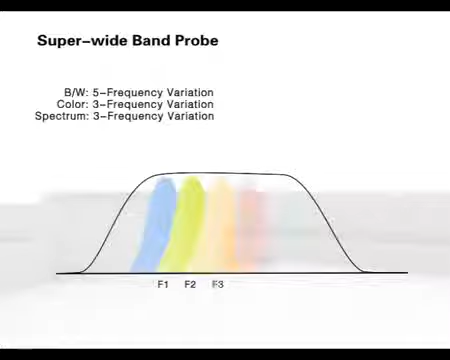 Super-wide Band Probe
B/W: 5-Frequency Variation
Color: 3-Frequency Variation
Spectrum: 3-Frequency Variation
F1 F2 F3